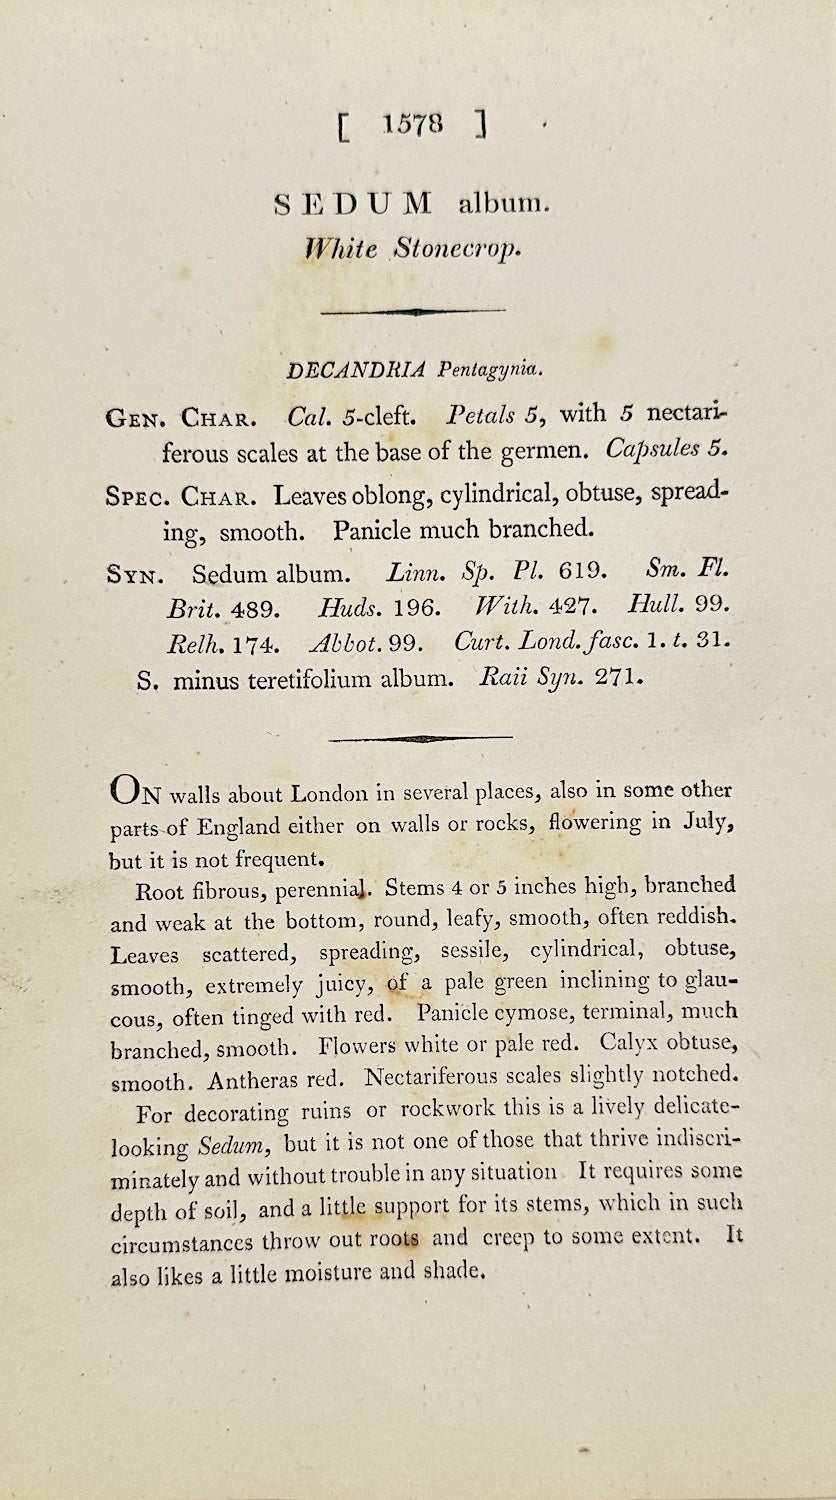 [ 1578 ]
SEDUM album.
White Stonecrop.
DECANDRIA Pentagynia.
GEN. CHAR. Cal. 5-cleft. Petals 5, with 5 nectari-
ferous scales at the base of the germen. Capsules 5.
SPEC. CHAR. Leaves oblong, cylindrical, obtuse, spread-
ing, smooth. Panicle much branched.
SYN. Sedum album. Linn. Sp. Pl. 619. Sm. Fl.
Brit. 489. Huds. 196. With. 427. Hull. 99.
Relh. 174. Abbot. 99. Curt. Lond. fasc. 1. t. 31.
S. minus teretifolium album. Raii Syn. 271.
ON walls about London in several places, also in some other
parts of England either on walls or rocks, flowering in July,
but it is not frequent.
Root fibrous, perennial. Stems 4 or 5 inches high, branched
and weak at the bottom, round, leafy, smooth, often reddish.
Leaves scattered, spreading, sessile, cylindrical, obtuse,
smooth, extremely juicy, of a pale green inclining to glau-
cous, often tinged with red. Panicle cymose, terminal, much
branched, smooth. Flowers white or pale red. Calyx obtuse,
smooth. Antheras red. Nectariferous scales slightly notched.
For decorating ruins or rockwork this is a lively delicate-
looking Sedum, but it is not one of those that thrive indiscri-
minately and without trouble in any situation It requires some
depth of soil, and a little support for its stems, which in such
circumstances throw out roots and creep to some extent. It
also likes a little moisture and shade.